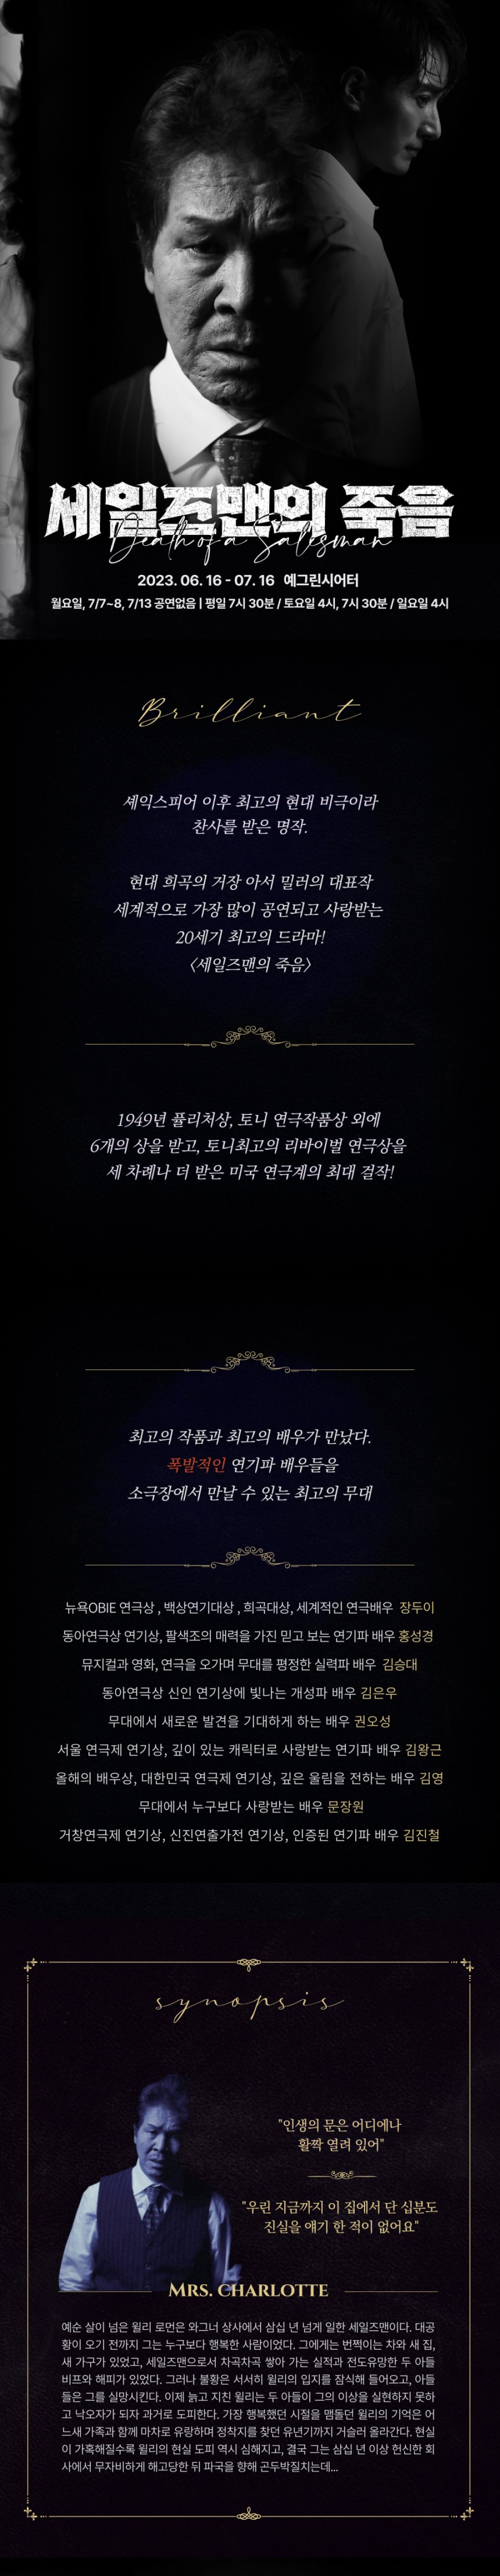 세일즈맨의 죽음
Death of a Salesman
2023. 06. 16 - 07. 16 예그린시어터
월요일, 7/7~8, 7/13 공연없음 | 평일 7시 30분 / 토요일 4시, 7시 30분 / 일요일 4시
Brilliant
셰익스피어 이후 최고의 현대 비극이라
찬사를 받은 명작.
현대 희곡의 거장 아서 밀러의 대표작
세계적으로 가장 많이 공연되고 사랑받는
20세기 최고의 드라마!
<세일즈맨의 죽음>
1949년 퓰리처상, 토니 연극작품상 외에
6개의 상을 받고, 토니최고의 리바이벌 연극상을
세 차례나 더 받은 미국 연극계의 최대 걸작!
최고의 작품과 최고의 배우가 만났다.
폭발적인 연기파 배우들을
소극장에서 만날 수 있는 최고의 무대
뉴욕OBIE 연극상 , 백상연기대상 , 희곡대상, 세계적인 연극배우 장두이
동아연극상 연기상, 팔색조의 매력을 가진 믿고 보는 연기파 배우 홍성경
뮤지컬과 영화, 연극을 오가며 무대를 평정한 실력파 배우 김승대
동아연극상 신인 연기상에 빛나는 개성파 배우 김은우
무대에서 새로운 발견을 기대하게 하는 배우 권오성
서울 연극제 연기상, 깊이 있는 캐릭터로 사랑받는 연기파 배우 김왕근
올해의 배우상, 대한민국 연극제 연기상, 깊은 울림을 전하는 배우 김영
무대에서 누구보다 사랑받는 배우 문장원
거창연극제 연기상, 신진연출가전 연기상, 인증된 연기파 배우 김진철
synopsis
"인생의 문은 어디에나
활짝 열려 있어"
"우린 지금까지 이 집에서 단 십분도
진실을 얘기 한 적이 없어요"
MRS. CHARLOTTE
예순 살이 넘은 윌리 로먼은 와그너 상사에서 삼십 년 넘게 일한 세일즈맨이다. 대공
황이 오기 전까지 그는 누구보다 행복한 사람이었다. 그에게는 번쩍이는 차와 새 집,
새 가구가 있었고, 세일즈맨으로서 차곡차곡 쌓아 가는 실적과 전도유망한 두 아들
비프와 해피가 있었다. 그러나 불황은 서서히 윌리의 입지를 잠식해 들어오고, 아들
들은 그를 실망시킨다. 이제 늙고 지친 윌리는 두 아들이 그의 이상을 실현하지 못하
고 낙오자가 되자 과거로 도피한다. 가장 행복했던 시절을 맴돌던 윌리의 기억은 어
느새 가족과 함께 마차로 유랑하며 정착지를 찾던 유년기까지 거슬러 올라간다. 현실
이 가혹해질수록 윌리의 현실 도피 역시 심해지고, 결국 그는 삼십 년 이상 헌신한 회
사에서 무자비하게 해고당한 뒤 파국을 향해 곤두박질치는데...